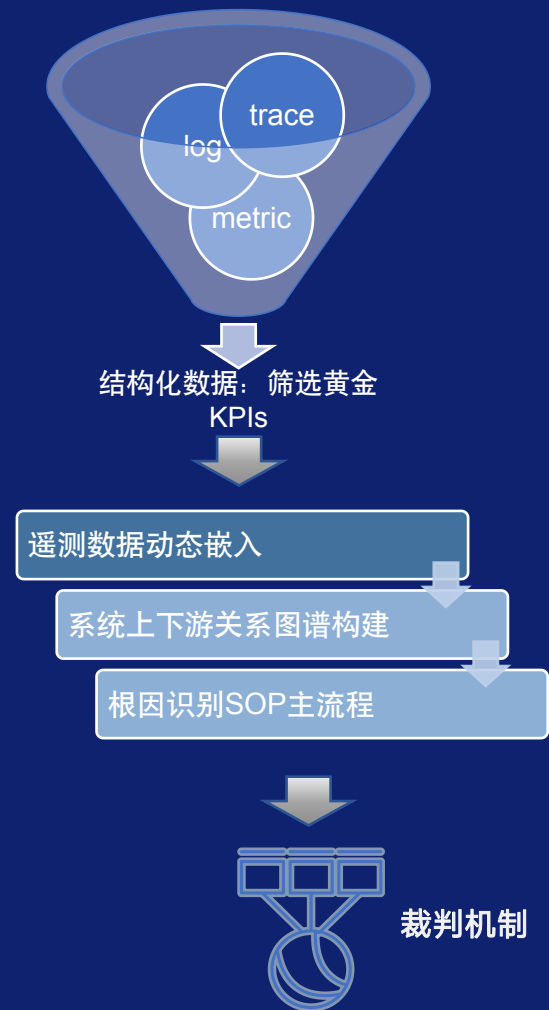 trace
log
metric
结构化数据：筛选黄金
KPIs
遥测数据动态嵌入
系统上下游关系图谱构建
根因识别SOP主流程
裁判机制